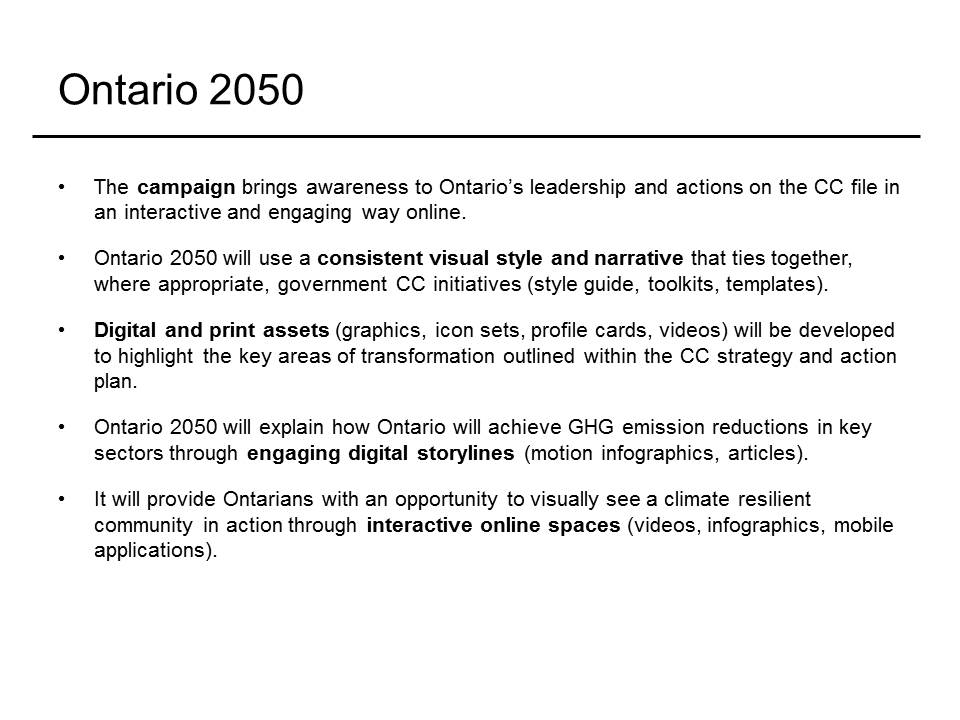 Ontario 2050
• The campaign brings awareness to Ontario’s leadership and actions on the CC file in
an interactive and engaging way online.
• Ontario 2050 will use a consistent visual style and narrative that ties together,
where appropriate, government CC initiatives (style guide, toolkits, templates).
• Digital and print assets (graphics, icon sets, profile cards, videos) will be developed
to highlight the key areas of transformation outlined within the CC strategy and action
plan.
• Ontario 2050 will explain how Ontario will achieve GHG emission reductions in key
sectors through engaging digital storylines (motion infographics, articles).
• It will provide Ontarians with an opportunity to visually see a climate resilient
community in action through interactive online spaces (videos, infographics, mobile
applications).